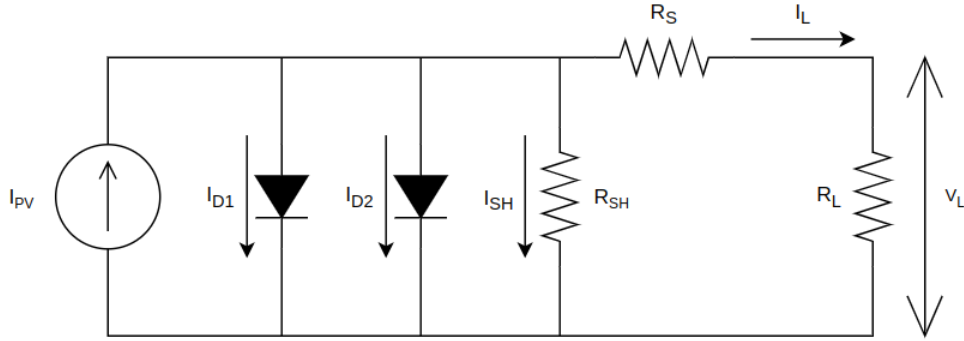 R_S
I_L
I_PV
I_D1
I_D2
I_SH
R_SH
R_L
V_L